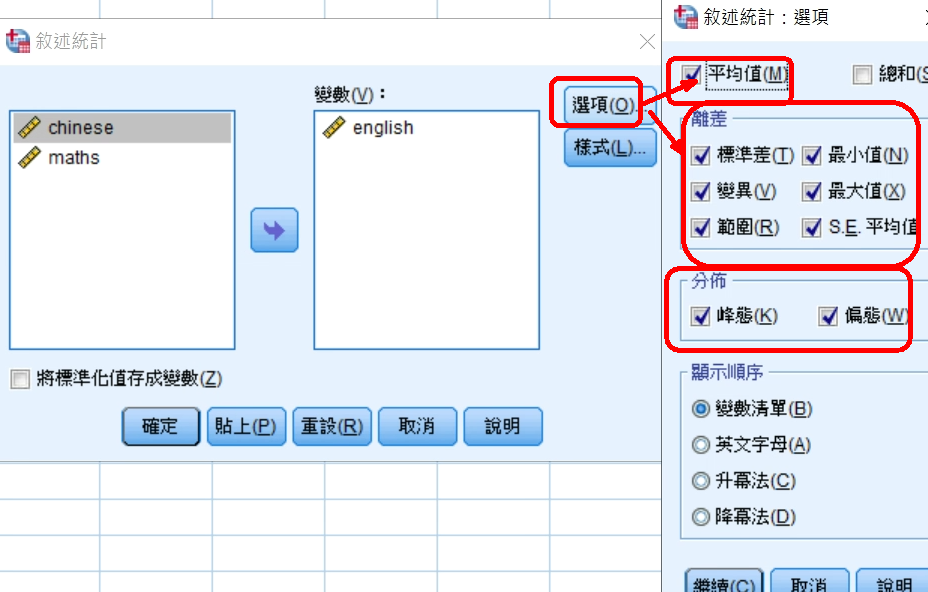 敘述統計
變數(V)：
chinese
maths
english
選項(O)...
樣式(L)...
將標準化值存成變數(Z)
確定
貼上(P)
重設(R)
取消
說明
敘述統計：選項
平均值(M)
總和(S
離差
標準差(T)
最小值(N)
變異(V)
最大值(X)
範圍(R)
S.E. 平均值
分佈
峰態(K)
偏態(W)
顯示順序
變數清單(B)
英文字母(A)
升冪法(C)
降冪法(D)
繼續(C)
取消
說明